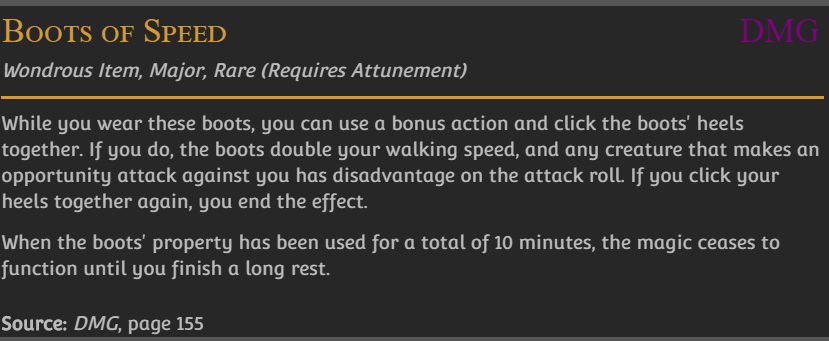 Boots of Speed DMG
Wondrous Item, Major, Rare (Requires Attunement)
While you wear these boots, you can use a bonus action and click the boots' heels
together. If you do, the boots double your walking speed, and any creature that makes an
opportunity attack against you has disadvantage on the attack roll. If you click your
heels together again, you end the effect.
When the boots' property has been used for a total of 10 minutes, the magic ceases to
function until you finish a long rest.
Source: DMG, page 155